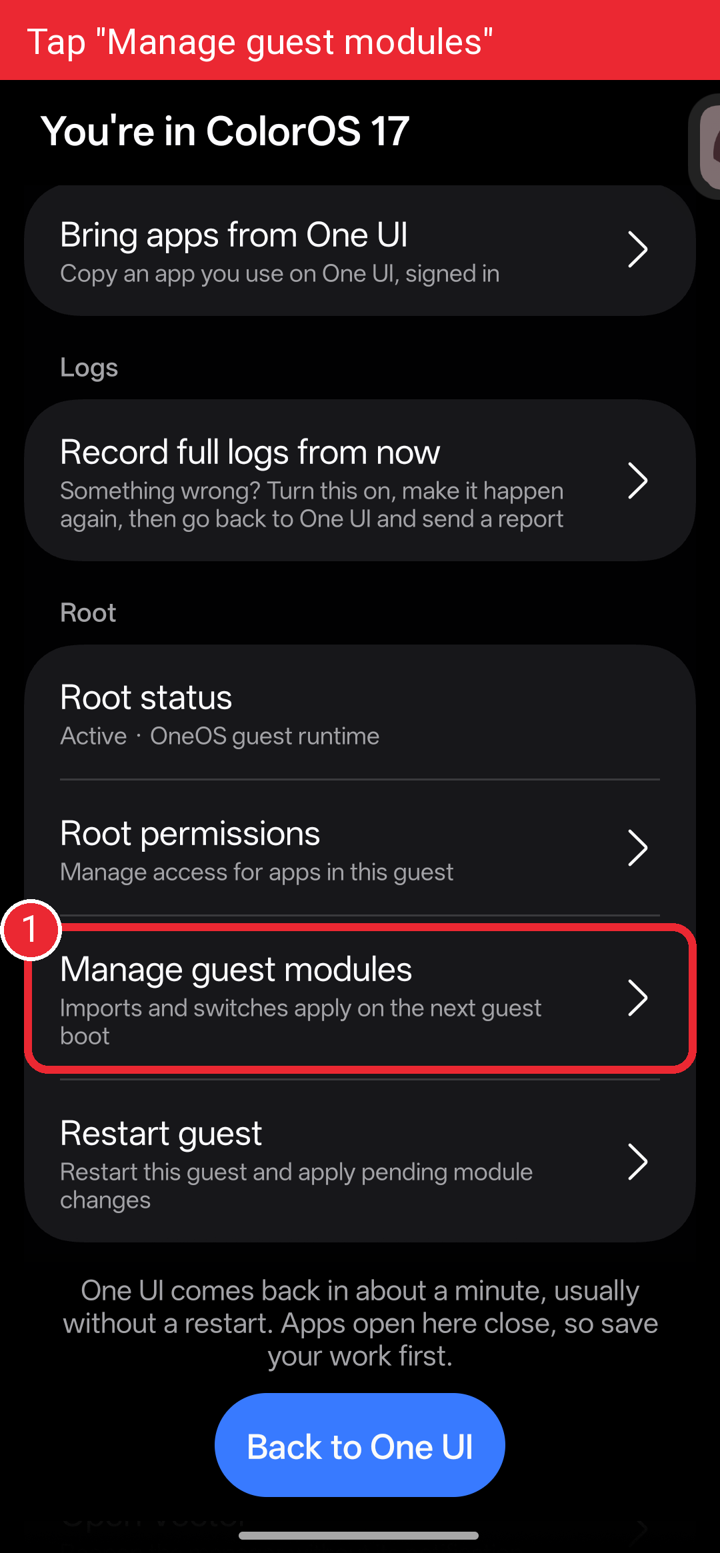 Tap "Manage guest modules"
You're in ColorOS 17
Bring apps from One UI
Copy an app you use on One UI, signed in
Logs
Record full logs from now
Something wrong? Turn this on, make it happen
again, then go back to One UI and send a report
Root
Root status
Active · OneOS guest runtime
Root permissions
Manage access for apps in this guest
1
Manage guest modules
Imports and switches apply on the next guest
boot
Restart guest
Restart this guest and apply pending module
changes
One UI comes back in about a minute, usually
without a restart. Apps open here close, so save
your work first.
Back to One UI